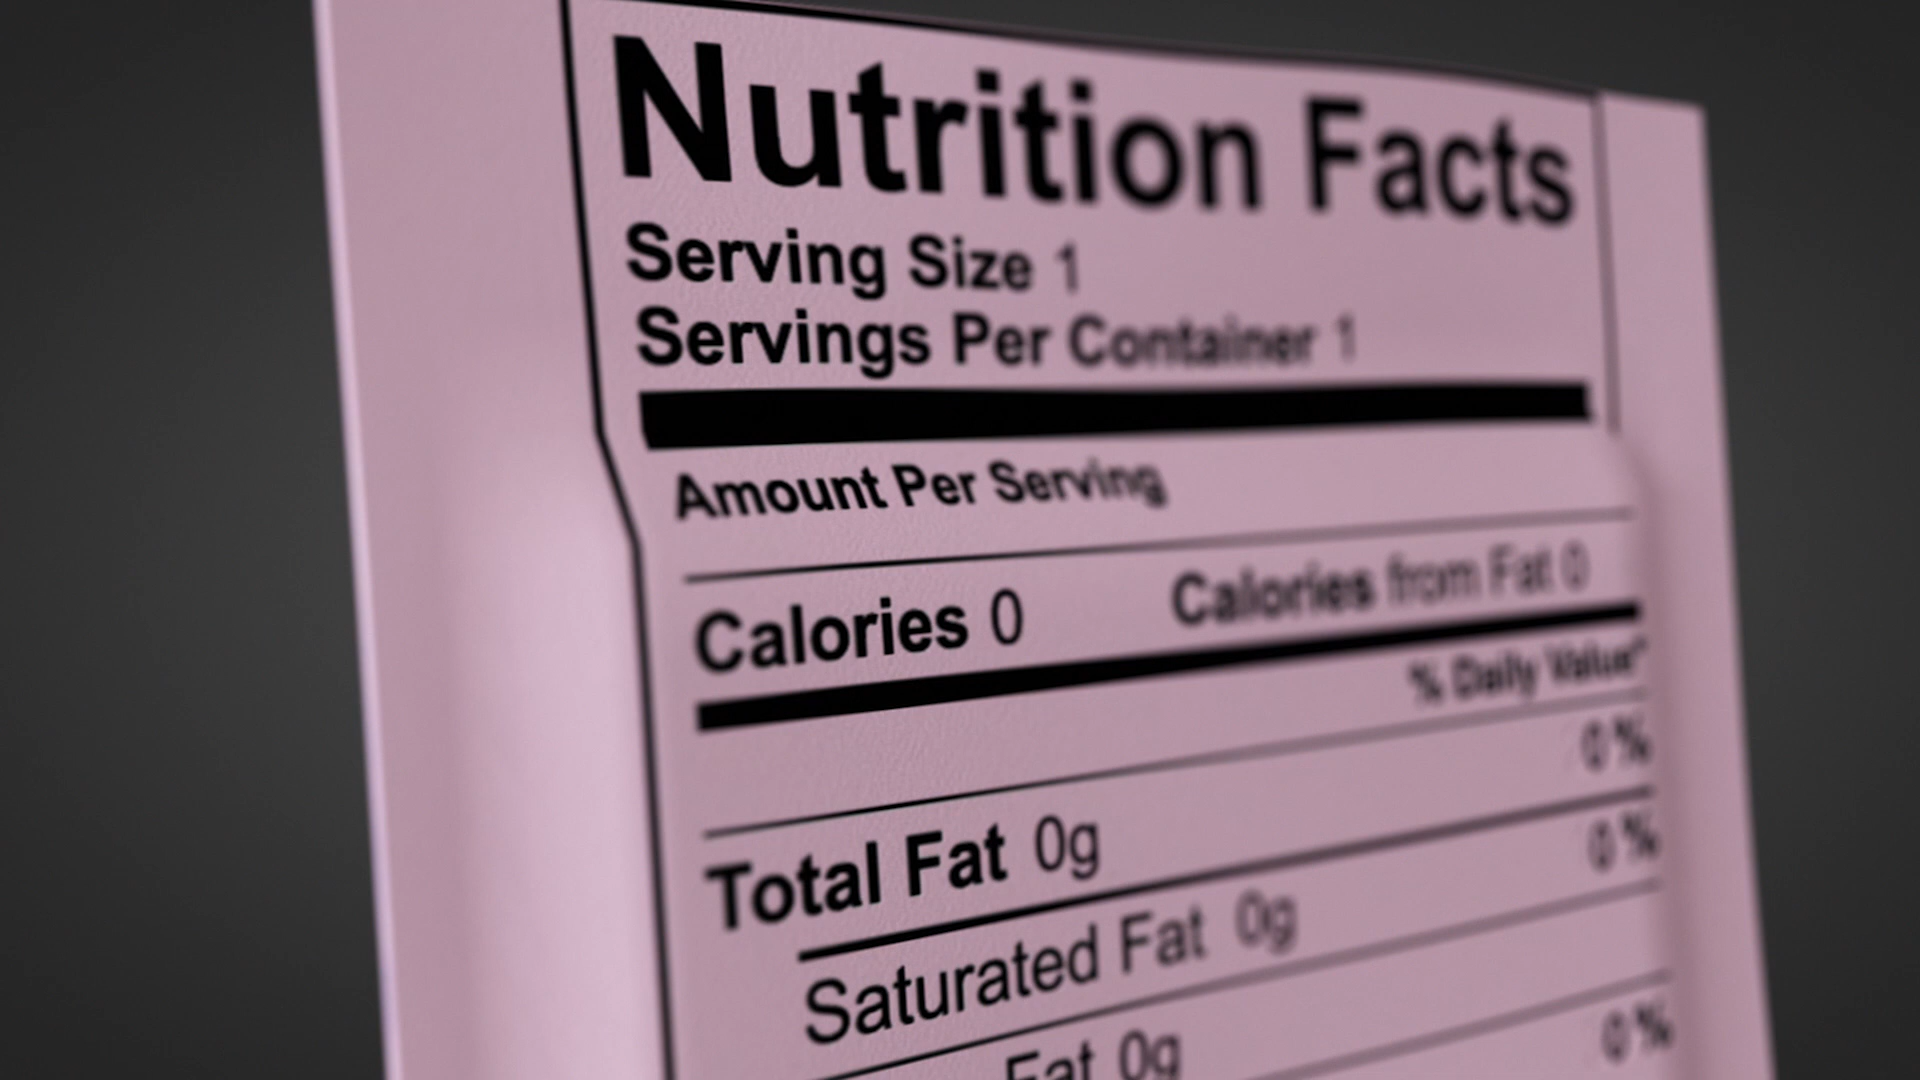 Nutrition Facts
Serving Size 1
Servings Per Container 1
Amount Per Serving
Calories 0 Calories from Fat 0
% Daily Value*
0%
Total Fat 0g
0%
Saturated Fat 0g
Fat 0g
0%